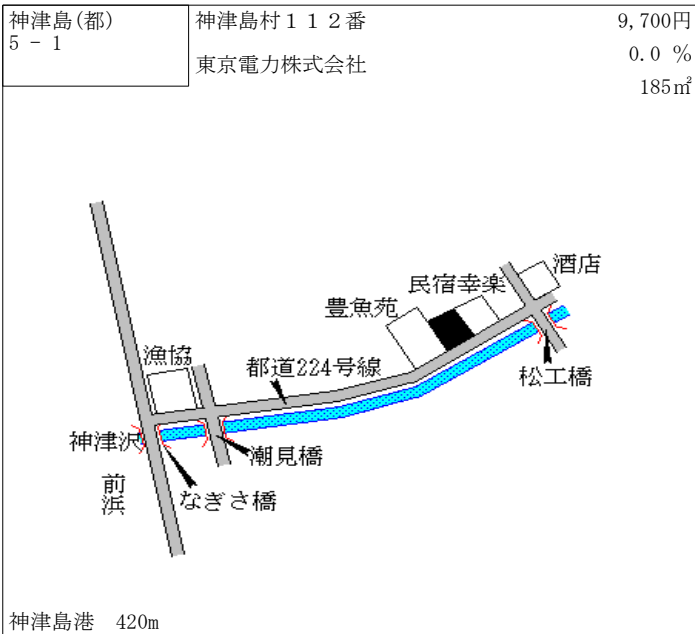 神津島(都)
5 - 1
神津島村１１２番
東京電力株式会社
9,700円
0.0 %
185㎡
酒店
民宿幸楽
豊魚苑
漁協
都道224号線
松工橋
神津沢
潮見橋
前浜
なぎさ橋
神津島港 420m